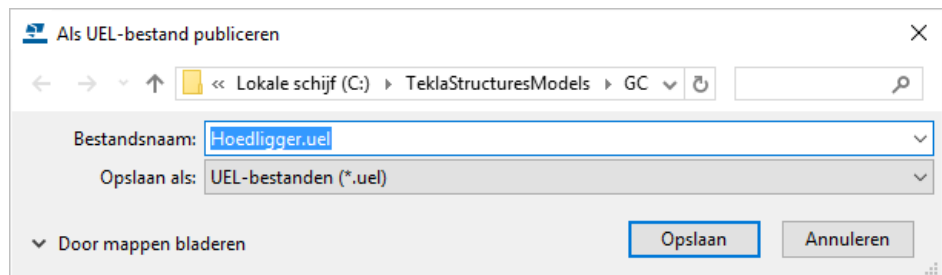 Als UEL-bestand publiceren
« Lokale schijf (C:) › TeklaStructuresModels › GC
Bestandsnaam: Hoedligger.uel
Opslaan als: UEL-bestanden (*.uel)
Door mappen bladeren Opslaan Annuleren